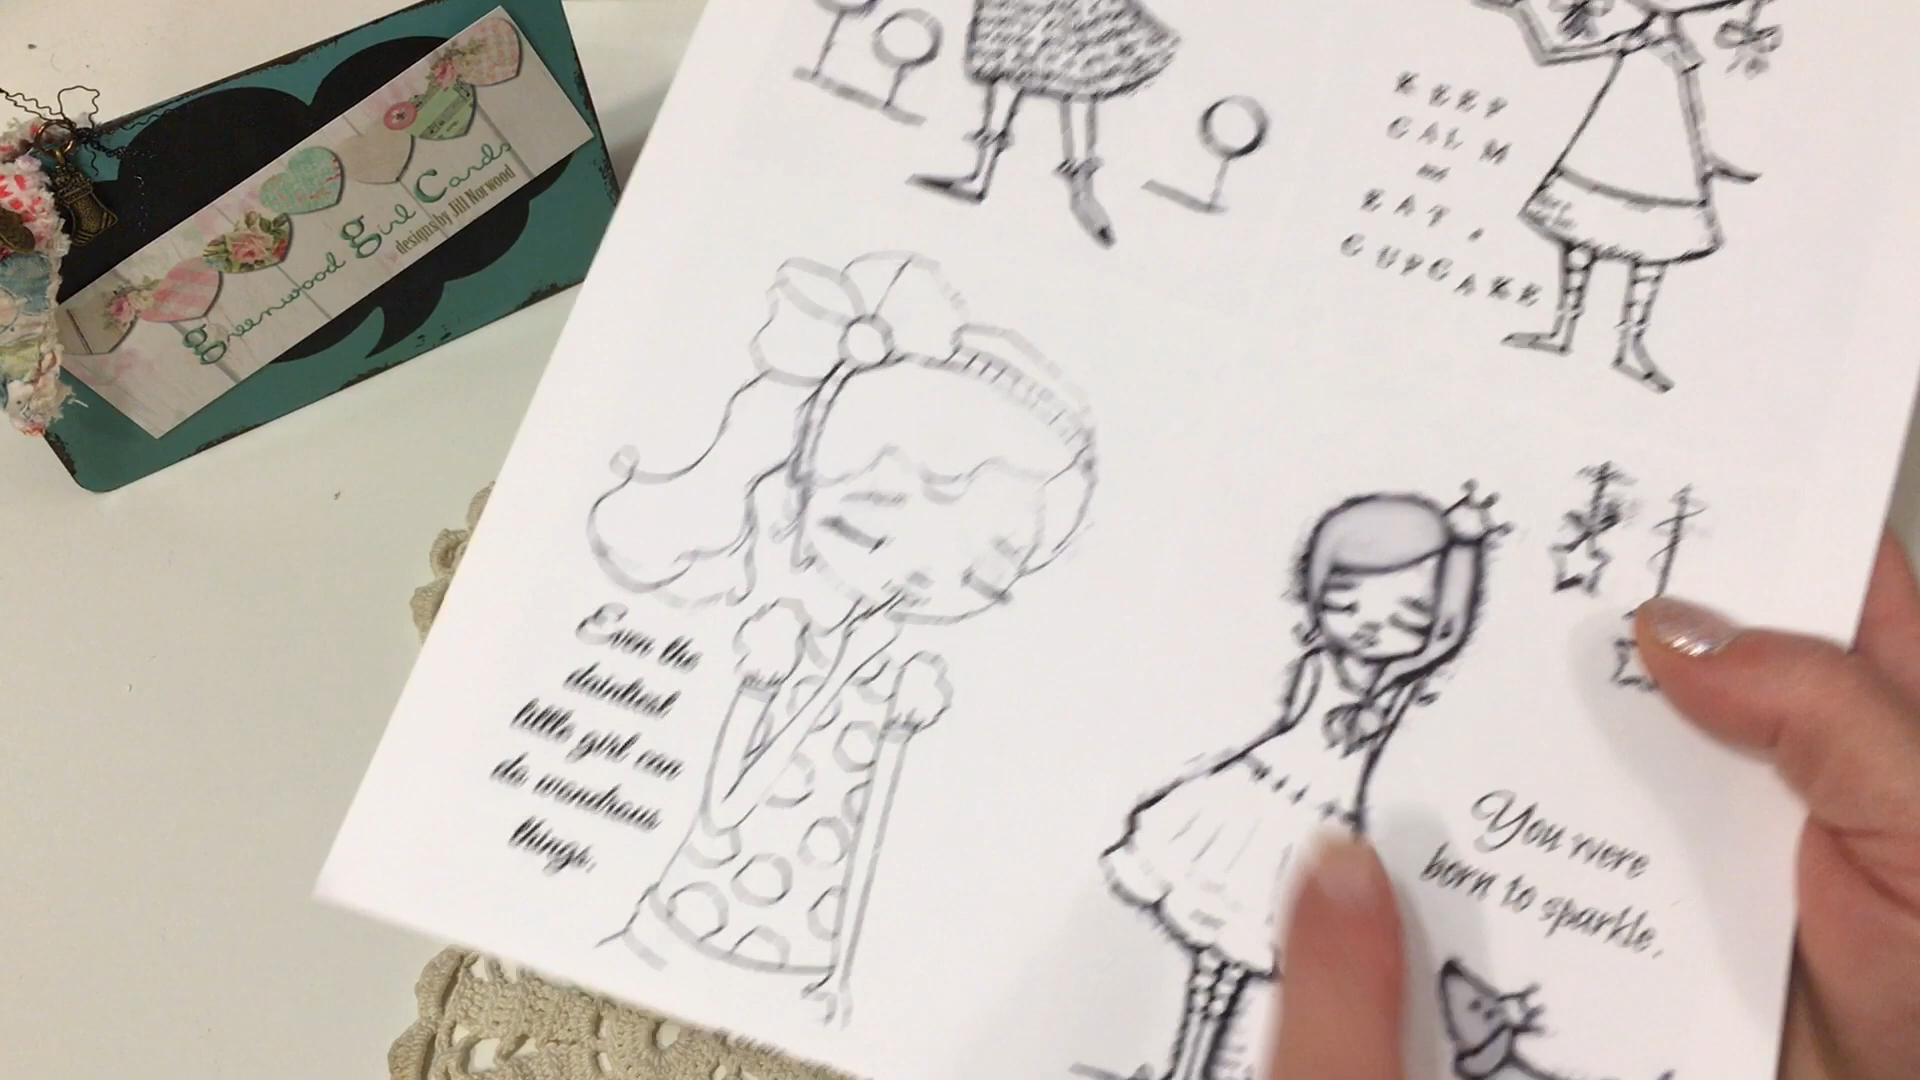 greenwood girl Cards
designs by Jill Norwood
KEEP
CALM
EAT A
CUPCAKE
Even the
daintiest
little girl can
do wondrous
things.
You were
born to sparkle.